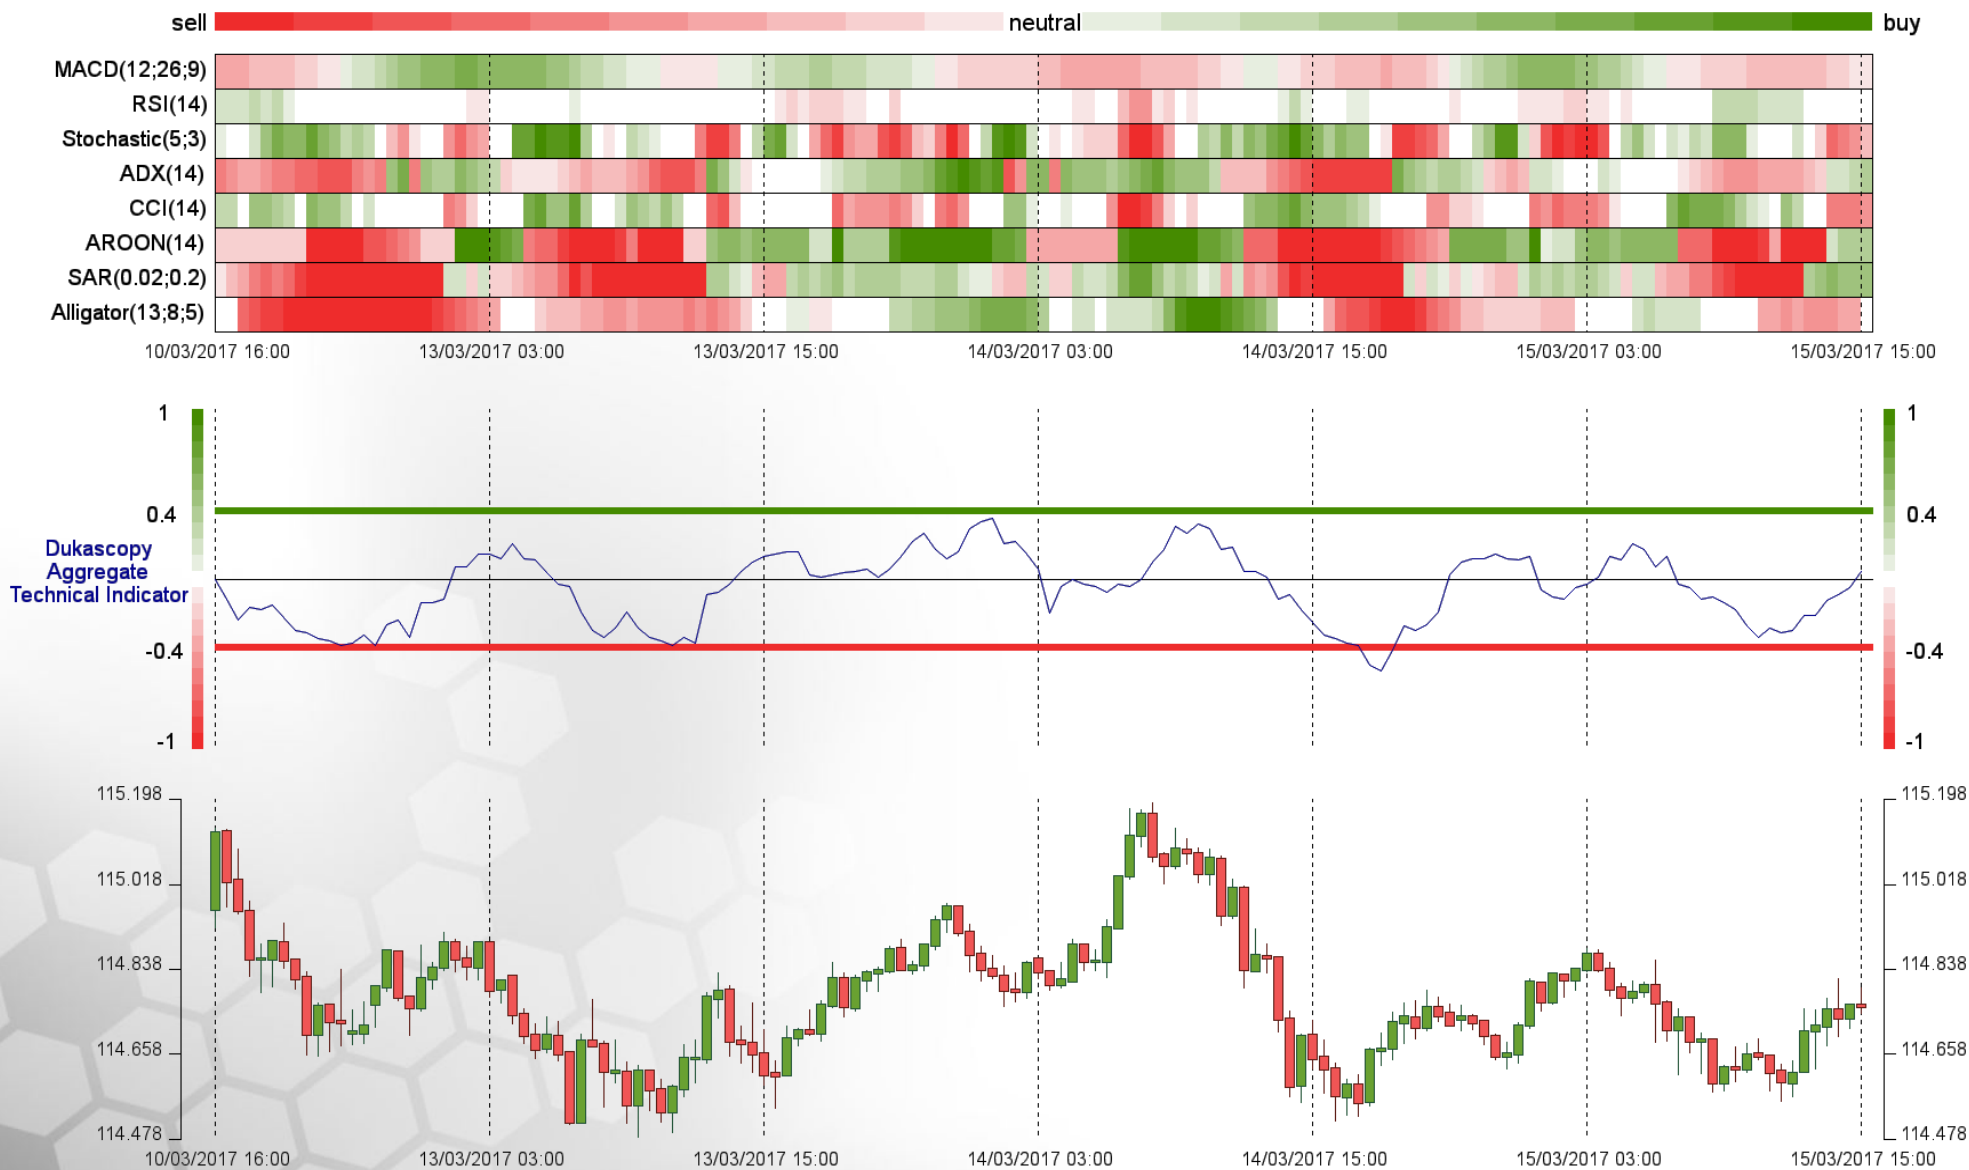 sell neutral buy
MACD(12;26;9)
RSI(14)
Stochastic(5;3)
ADX(14)
CCI(14)
AROON(14)
SAR(0.02;0.2)
Alligator(13;8;5)
10/03/2017 16:00 13/03/2017 03:00 13/03/2017 15:00 14/03/2017 03:00 14/03/2017 15:00 15/03/2017 03:00 15/03/2017 15:00
1 1
0.4 0.4
Dukascopy
Aggregate
Technical Indicator
-0.4 -0.4
-1 -1
115.198 115.198
115.018 115.018
114.838 114.838
114.658 114.658
114.478 114.478
10/03/2017 16:00 13/03/2017 03:00 13/03/2017 15:00 14/03/2017 03:00 14/03/2017 15:00 15/03/2017 03:00 15/03/2017 15:00